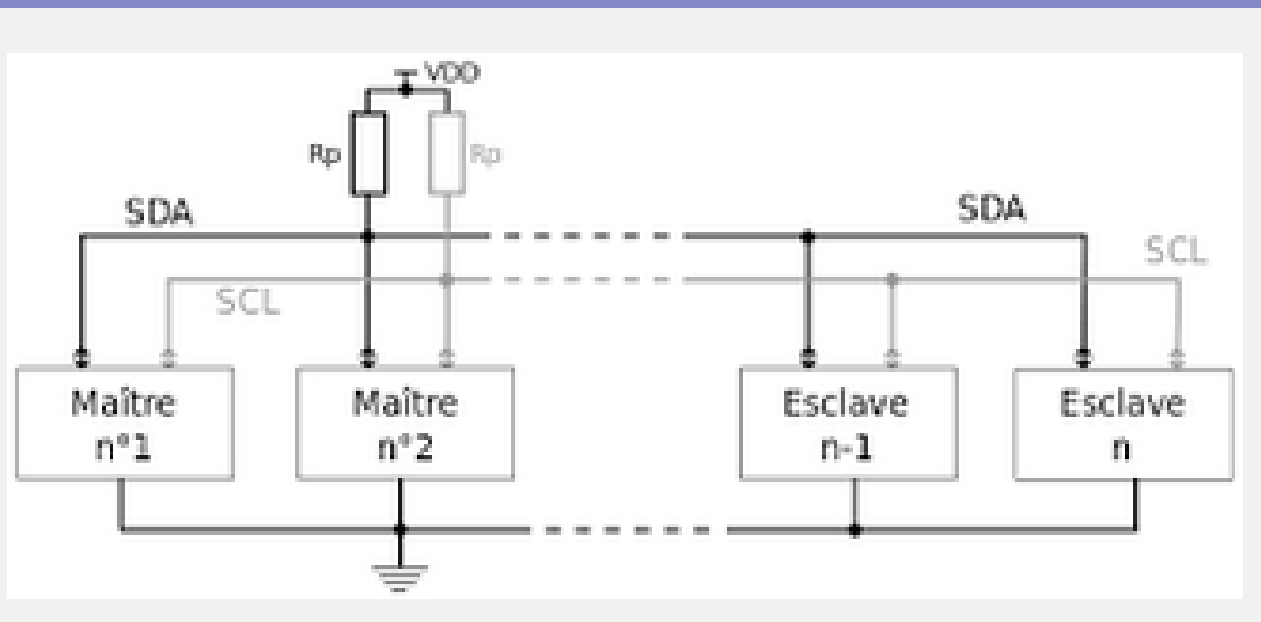 VDD
Rp
Rp
SDA
SDA
SCL
SCL
Maître
n°1
Maître
n°2
Esclave
n-1
Esclave
n